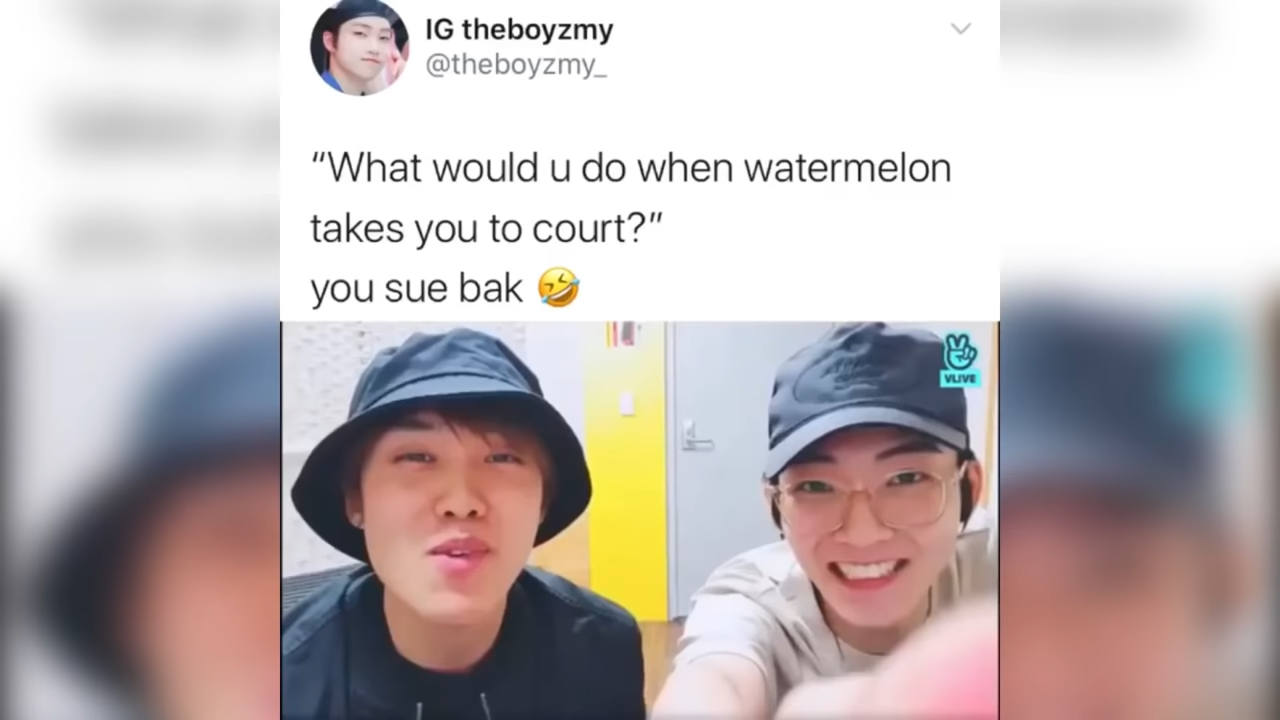 IG theboyzmy
@theboyzmy_
“What would u do when watermelon
takes you to court?”
you sue bak 🤣
VLIVE